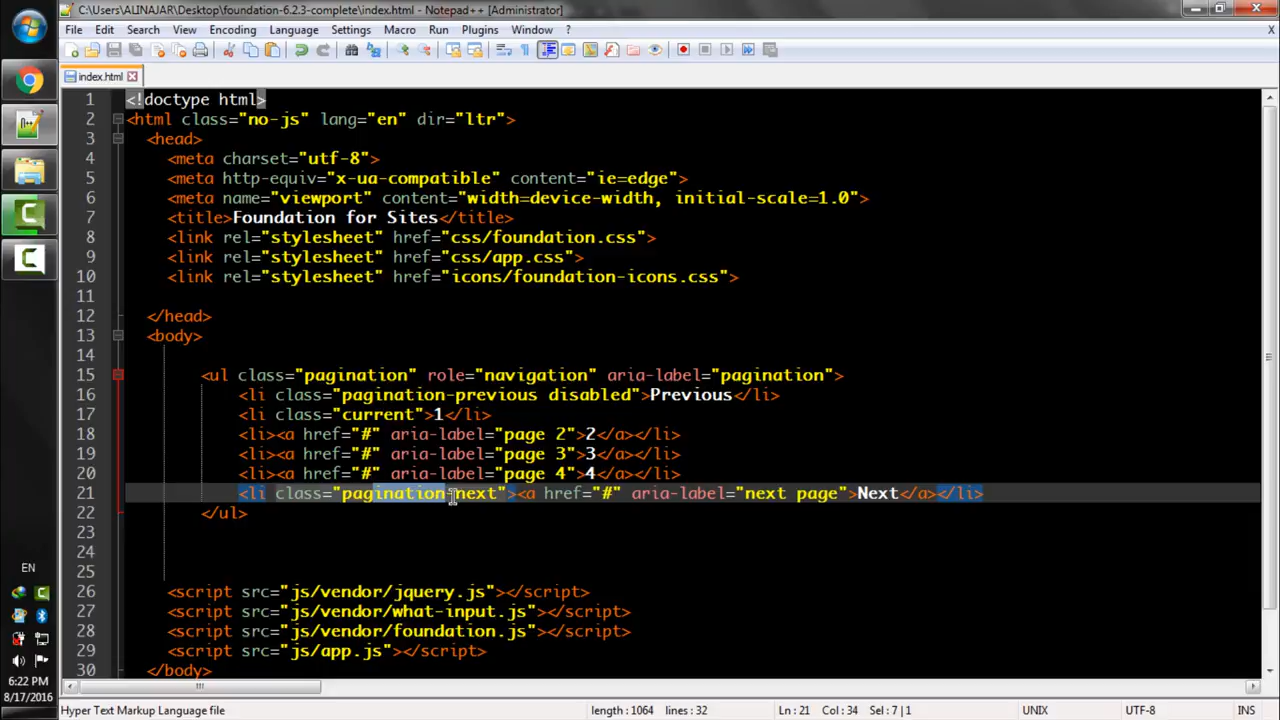 C:\Users\ALINAJAR\Desktop\foundation-6.2.3-complete\index.html - Notepad++ [Administrator]
File Edit Search View Encoding Language Settings Macro Run Plugins Window ? X
index.html
1 <!doctype html>
2 <html class="no-js" lang="en" dir="ltr">
3 <head>
4 <meta charset="utf-8">
5 <meta http-equiv="x-ua-compatible" content="ie=edge">
6 <meta name="viewport" content="width=device-width, initial-scale=1.0">
7 <title>Foundation for Sites</title>
8 <link rel="stylesheet" href="css/foundation.css">
9 <link rel="stylesheet" href="css/app.css">
10 <link rel="stylesheet" href="icons/foundation-icons.css">
11
12 </head>
13 <body>
14
15 <ul class="pagination" role="navigation" aria-label="pagination">
16 <li class="pagination-previous disabled">Previous</li>
17 <li class="current">1</li>
18 <li><a href="#" aria-label="page 2">2</a></li>
19 <li><a href="#" aria-label="page 3">3</a></li>
20 <li><a href="#" aria-label="page 4">4</a></li>
21 <li class="pagination-next"><a href="#" aria-label="next page">Next</a></li>
22 </ul>
23
24
25
26 <script src="js/vendor/jquery.js"></script>
27 <script src="js/vendor/what-input.js"></script>
28 <script src="js/vendor/foundation.js"></script>
29 <script src="js/app.js"></script>
30 </body>
EN
6:22 PM
8/17/2016
Hyper Text Markup Language file length : 1064 lines : 32 Ln : 21 Col : 34 Sel : 7 | 1 UNIX UTF-8 INS